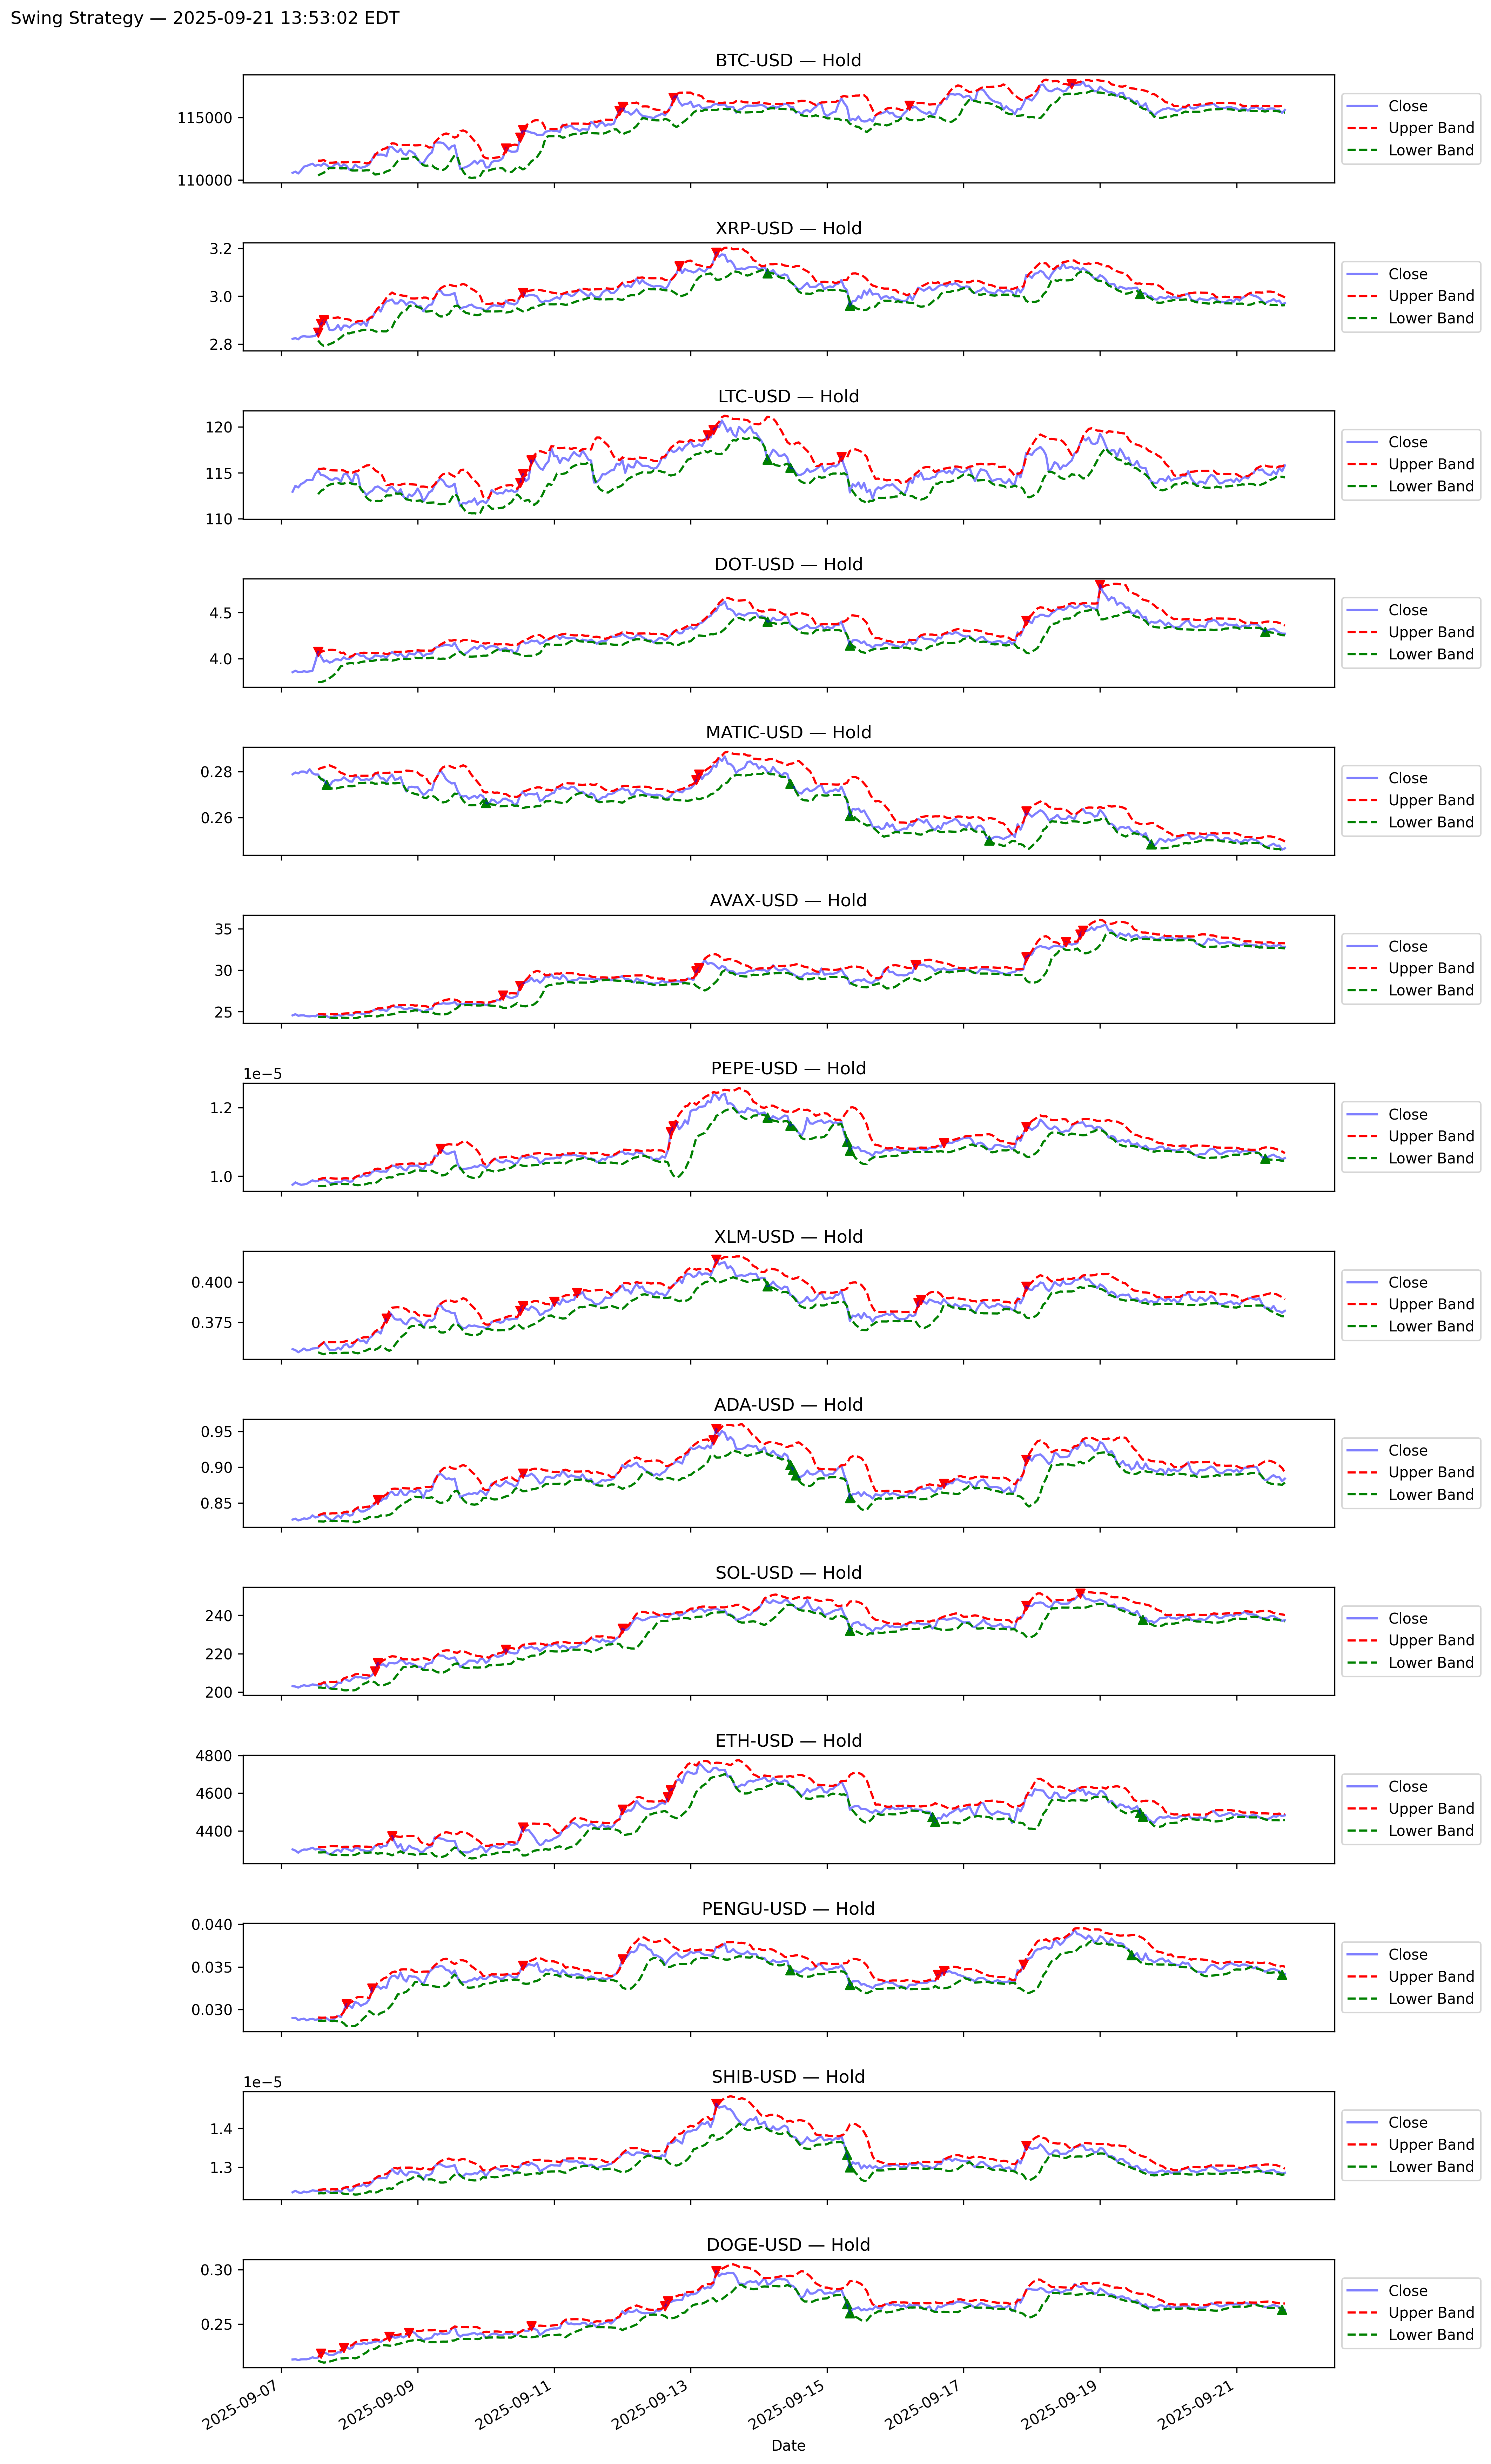 Swing Strategy — 2025-09-21 13:53:02 EDT
BTC-USD — Hold
115000
110000
Close
Upper Band
Lower Band
XRP-USD — Hold
3.2
3.0
2.8
Close
Upper Band
Lower Band
LTC-USD — Hold
120
115
110
Close
Upper Band
Lower Band
DOT-USD — Hold
4.5
4.0
Close
Upper Band
Lower Band
MATIC-USD — Hold
0.28
0.26
Close
Upper Band
Lower Band
AVAX-USD — Hold
35
30
25
Close
Upper Band
Lower Band
PEPE-USD — Hold
1e−5
1.2
1.0
Close
Upper Band
Lower Band
XLM-USD — Hold
0.400
0.375
Close
Upper Band
Lower Band
ADA-USD — Hold
0.95
0.90
0.85
Close
Upper Band
Lower Band
SOL-USD — Hold
240
220
200
Close
Upper Band
Lower Band
ETH-USD — Hold
4800
4600
4400
Close
Upper Band
Lower Band
PENGU-USD — Hold
0.040
0.035
0.030
Close
Upper Band
Lower Band
SHIB-USD — Hold
1e−5
1.4
1.3
Close
Upper Band
Lower Band
DOGE-USD — Hold
0.30
0.25
Close
Upper Band
Lower Band
2025-09-07
2025-09-09
2025-09-11
2025-09-13
2025-09-15
2025-09-17
2025-09-19
2025-09-21
Date